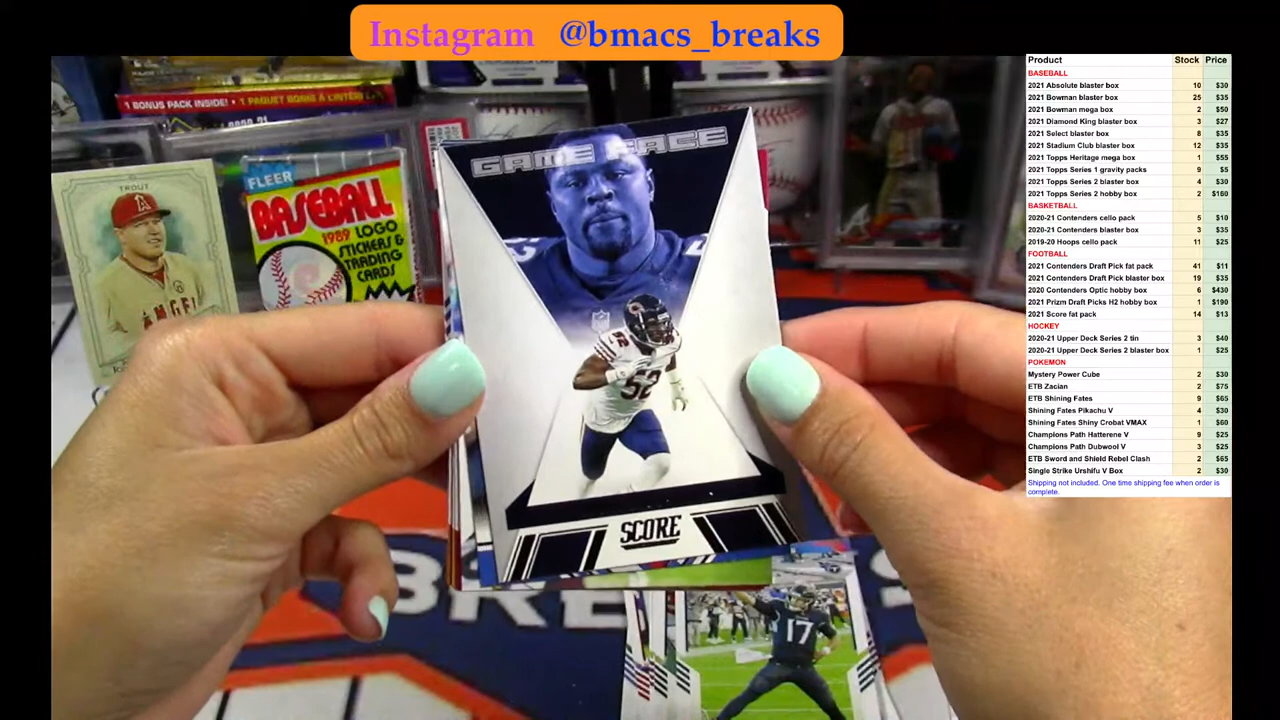 Instagram @bmacs_breaks
1 BONUS PACK INSIDE! • 1 PAQUET BONIS À L'INTÉRI
TROUT
ANGEL
FLEER
BASEBALL
1989 LOGO
STICKERS &
TRADING
CARDS
GAME FACE
52
SCORE
17
Product Stock Price
BASEBALL
2021 Absolute blaster box 10 $30
2021 Bowman blaster box 25 $35
2021 Bowman mega box 2 $50
2021 Diamond King blaster box 3 $27
2021 Select blaster box 8 $35
2021 Stadium Club blaster box 12 $35
2021 Topps Heritage mega box 1 $55
2021 Topps Series 1 gravity packs 9 $5
2021 Topps Series 2 blaster box 4 $30
2021 Topps Series 2 hobby box 2 $160
BASKETBALL
2020-21 Contenders cello pack 5 $10
2020-21 Contenders blaster box 3 $35
2019-20 Hoops cello pack 11 $25
FOOTBALL
2021 Contenders Draft Pick fat pack 41 $11
2021 Contenders Draft Pick blaster box 19 $35
2020 Contenders Optic hobby box 6 $430
2021 Prizm Draft Picks H2 hobby box 1 $190
2021 Score fat pack 14 $13
HOCKEY
2020-21 Upper Deck Series 2 tin 3 $40
2020-21 Upper Deck Series 2 blaster box 1 $25
POKEMON
Mystery Power Cube 2 $30
ETB Zacian 2 $75
ETB Shining Fates 9 $65
Shining Fates Pikachu V 4 $30
Shining Fates Shiny Crobat VMAX 1 $60
Champions Path Hatterene V 9 $25
Champions Path Dubwool V 3 $25
ETB Sword and Shield Rebel Clash 2 $65
Single Strike Urshifu V Box 2 $30
Shipping not included. One time shipping fee when order is
complete.